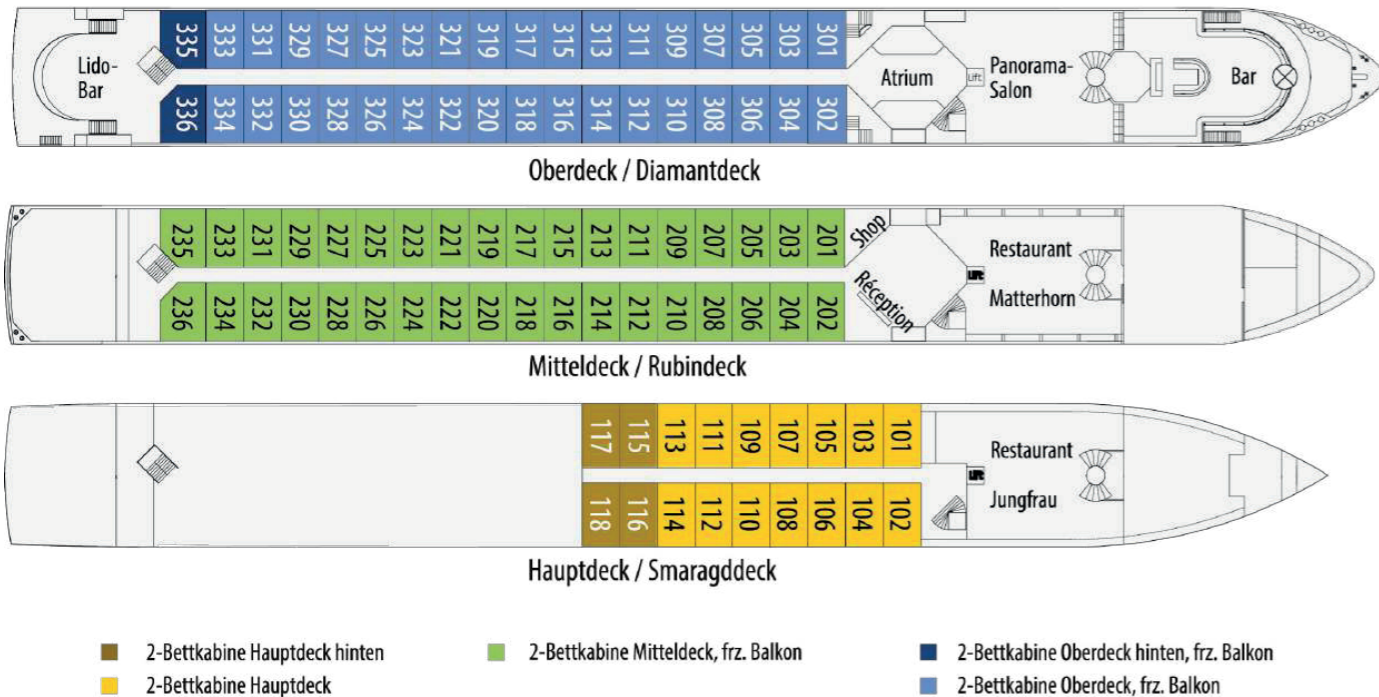 335 333 331 329 327 325 323 321 319 317 315 313 311 309 307 305 303 301
Lido-
Bar
Atrium
Lift
Panorama-
Salon
Bar
336 334 332 330 328 326 324 322 320 318 316 314 312 310 308 306 304 302
Oberdeck / Diamantdeck
235 233 231 229 227 225 223 221 219 217 215 213 211 209 207 205 203 201
Shop
Réception
Lift
Restaurant
Matterhorn
236 234 232 230 228 226 224 222 220 218 216 214 212 210 208 206 204 202
Mitteldeck / Rubindeck
117 115 113 111 109 107 105 103 101
Lift
Restaurant
Jungfrau
118 116 114 112 110 108 106 104 102
Hauptdeck / Smaragddeck
2-Bettkabine Hauptdeck hinten
2-Bettkabine Mitteldeck, frz. Balkon
2-Bettkabine Oberdeck hinten, frz. Balkon
2-Bettkabine Hauptdeck
2-Bettkabine Oberdeck, frz. Balkon